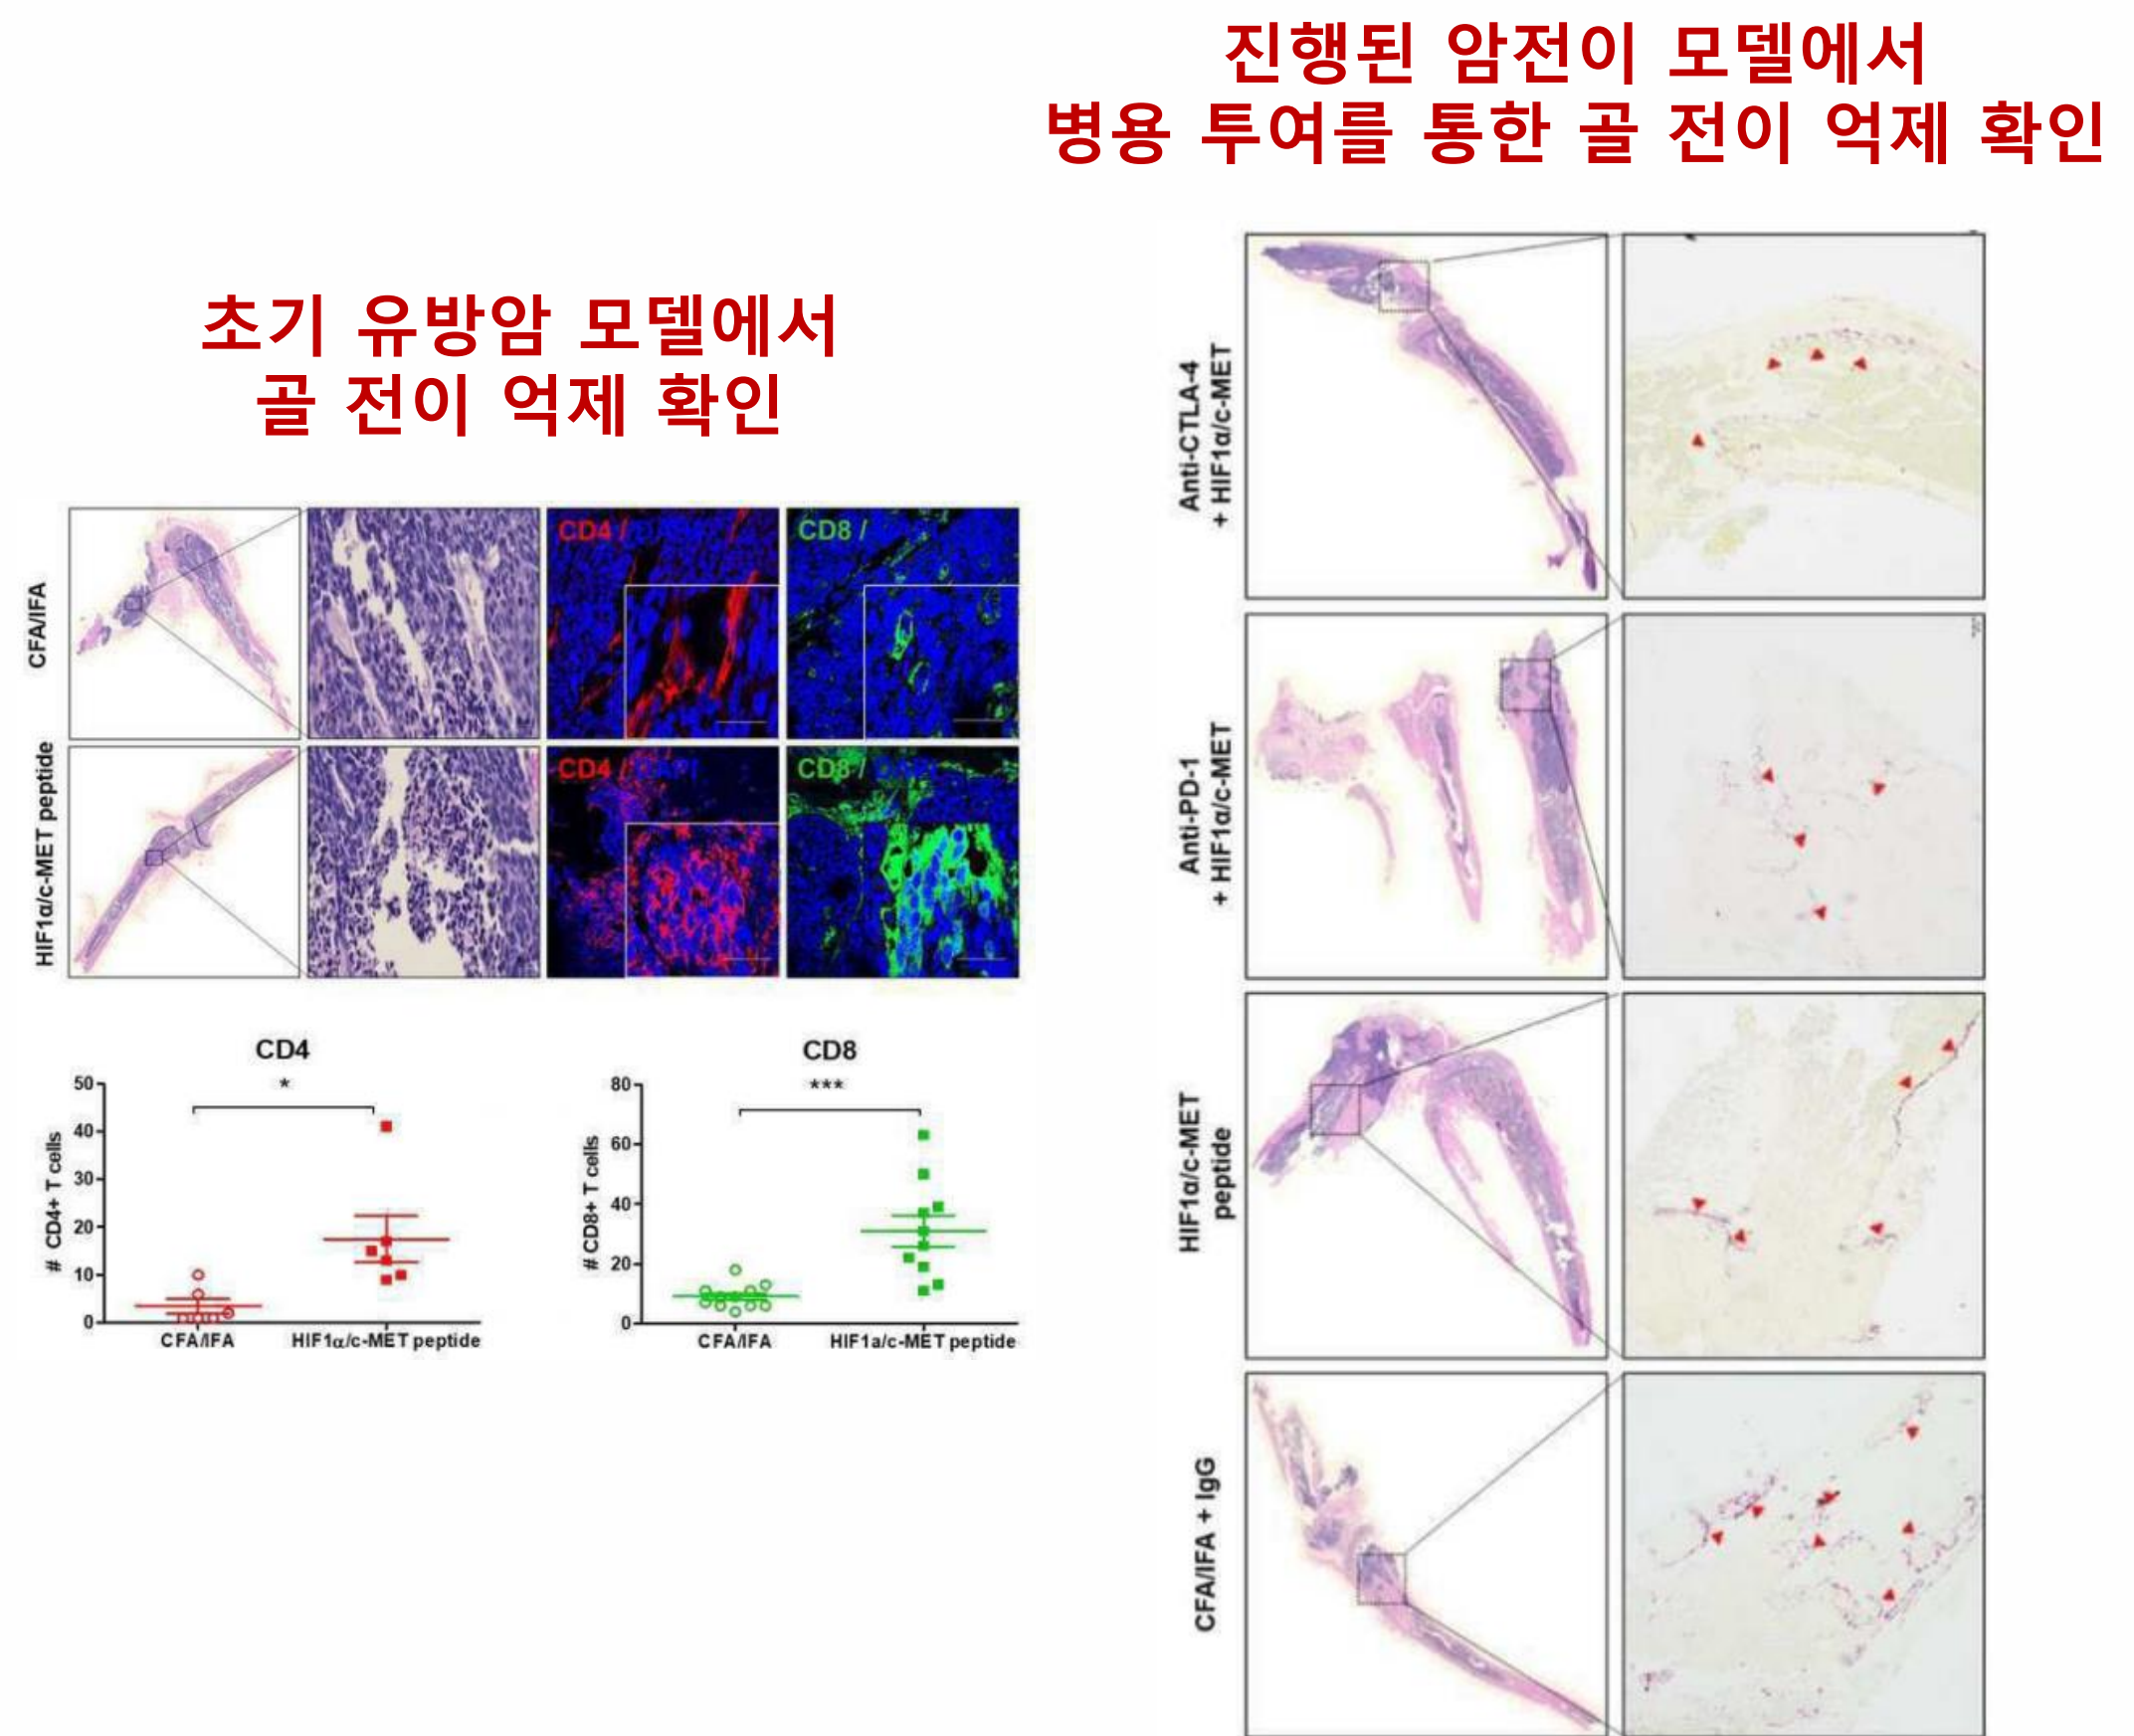 진행된 암전이 모델에서
병용 투여를 통한 골 전이 억제 확인
초기 유방암 모델에서
골 전이 억제 확인
CFA/IFA
CD4 /
CD8 /
HIF1α/c-MET peptide
CD4 / DAPI
CD8 /
CD4
*
# CD4+ T cells
50
40
30
20
10
0
CFA/IFA
HIF1α/c-MET peptide
CD8
***
# CD8+ T cells
80
60
40
20
0
CFA/IFA
HIF1a/c-MET peptide
Anti-CTLA-4
+ HIF1α/c-MET
Anti-PD-1
+ HIF1α/c-MET
HIF1α/c-MET
peptide
CFA/IFA + IgG